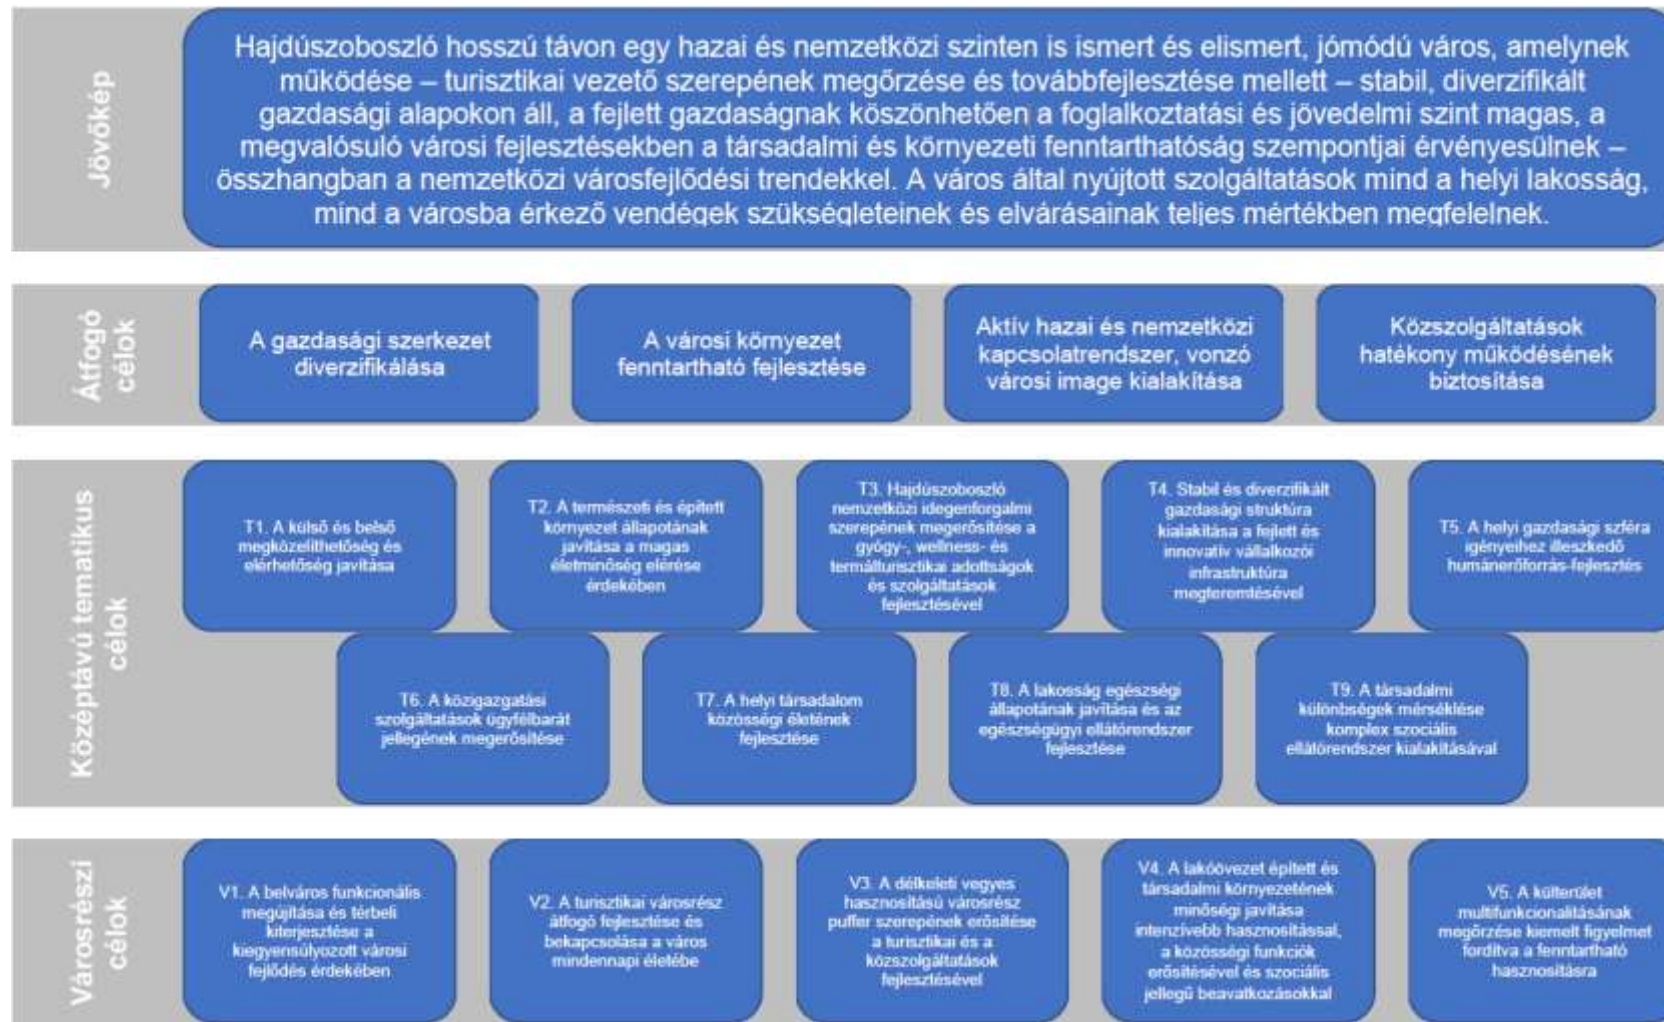 Jövőkép
Hajdúszoboszló hosszú távon egy hazai és nemzetközi szinten is ismert és elismert, jómódú város, amelynek
működése – turisztikai vezető szerepének megőrzése és továbbfejlesztése mellett – stabil, diverzifikált
gazdasági alapokon áll, a fejlett gazdaságnak köszönhetően a foglalkoztatási és jövedelmi szint magas, a
megvalósuló városi fejlesztésekben a társadalmi és környezeti fenntarthatóság szempontjai érvényesülnek –
összhangban a nemzetközi városfejlődési trendekkel. A város által nyújtott szolgáltatások mind a helyi lakosság,
mind a városba érkező vendégek szükségleteinek és elvárásainak teljes mértékben megfelelnek.
Átfogó
célok
A gazdasági szerkezet
diverzifikálása
A városi környezet
fenntartható fejlesztése
Aktív hazai és nemzetközi
kapcsolatrendszer, vonzó
városi image kialakítása
Közszolgáltatások
hatékony működésének
biztosítása
Középtávú tematikus
célok
T1. A külső és belső
megközelíthetőség és
elérhetőség javítása
T2. A természeti és épített
környezet állapotának
javítása a magas
életminőség elérése
érdekében
T3. Hajdúszoboszló
nemzetközi idegenforgalmi
szerepének megerősítése a
gyógy-, wellness- és
termálturisztikai adottságok
és szolgáltatások
fejlesztésével
T4. Stabil és diverzifikált
gazdasági struktúra
kialakítása a fejlett és
innovatív vállalkozói
infrastruktúra
megteremtésével
T5. A helyi gazdasági szféra
igényeihez illeszkedő
humánerőforrás-fejlesztés
T6. A közigazgatási
szolgáltatások ügyfélbarát
jellegének megerősítése
T7. A helyi társadalom
közösségi életének
fejlesztése
T8. A lakosság egészségi
állapotának javítása és az
egészségügyi ellátórendszer
fejlesztése
T9. A társadalmi
különbségek mérséklése
komplex szociális
ellátórendszer kialakításával
Városrészi
célok
V1. A belváros funkcionális
megújítása és térbeli
kiterjesztése a
kiegyensúlyozott városi
fejlődés érdekében
V2. A turisztikai városrész
átfogó fejlesztése és
bekapcsolása a város
mindennapi életébe
V3. A délkeleti vegyes
hasznosítású városrész
puffer szerepének erősítése
a turisztikai és a
közszolgáltatások
fejlesztésével
V4. A lakóövezet épített és
társadalmi környezetének
minőségi javítása
intenzívebb hasznosítással,
a közösségi funkciók
erősítésével és szociális
jellegű beavatkozásokkal
V5. A külterület
multifunkcionalitásának
megőrzése kiemelt figyelmet
fordítva a fenntartható
hasznosításra